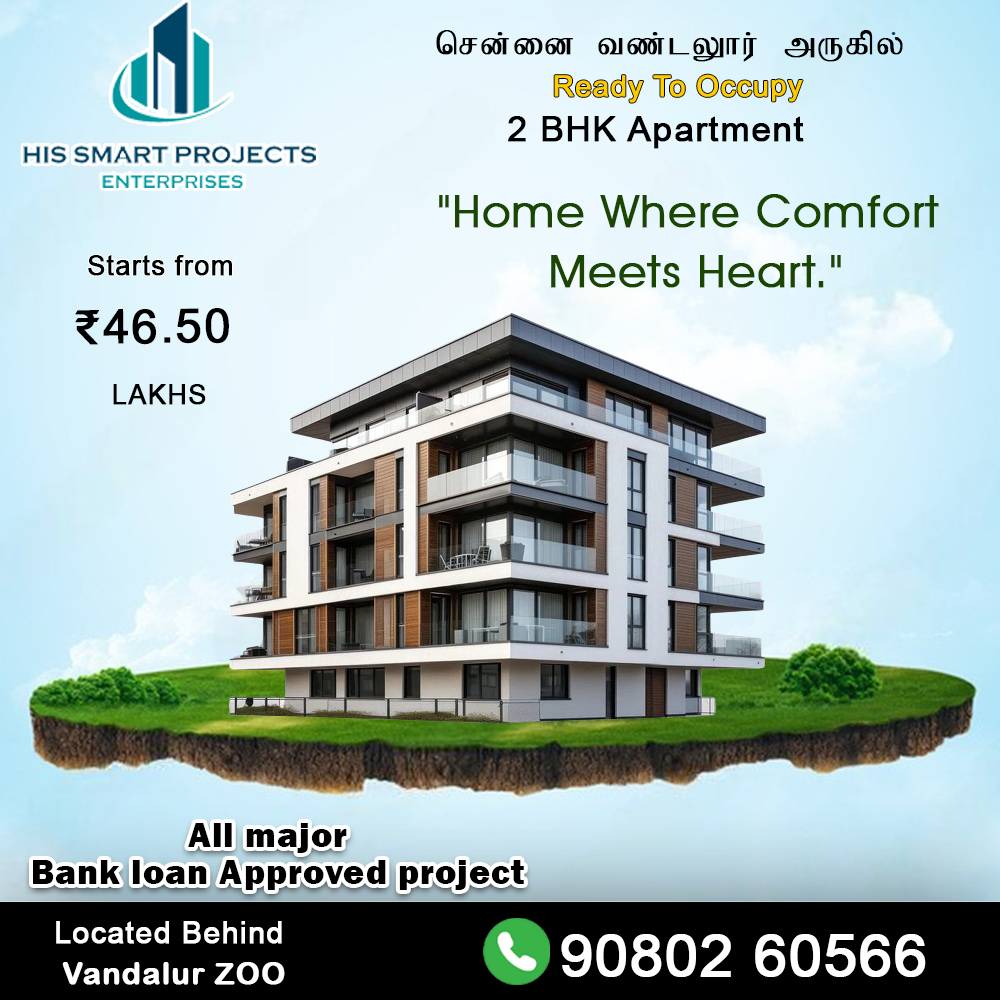 HIS SMART PROJECTS
ENTERPRISES
சென்னை வண்டலூர் அருகில்
Ready To Occupy
2 BHK Apartment
"Home Where Comfort
Meets Heart."
Starts from
₹46.50
LAKHS
All major
Bank loan Approved project
Located Behind
Vandalur ZOO
90802 60566